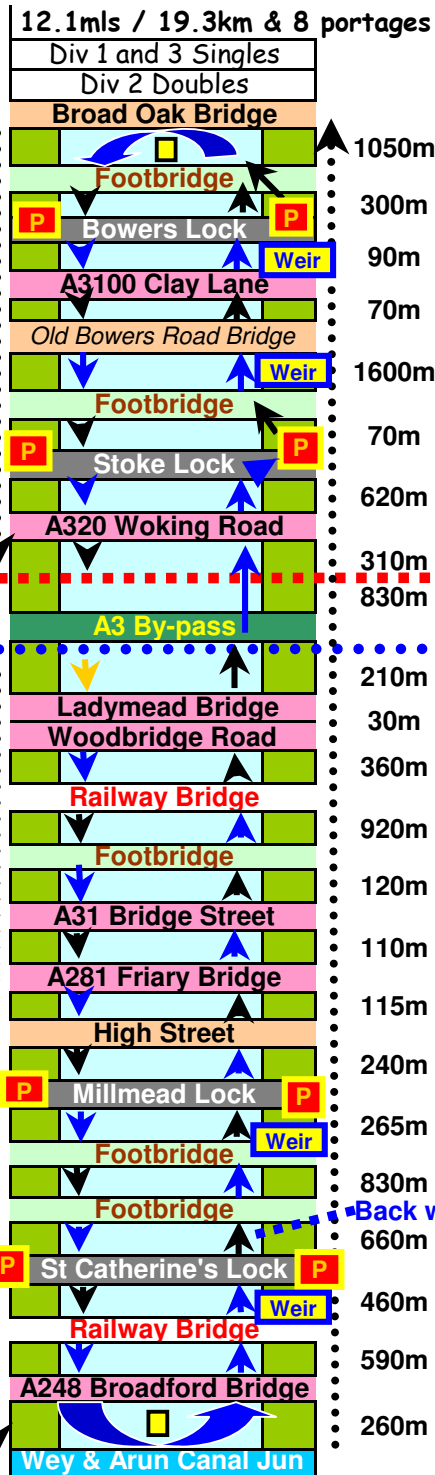 12.1mls / 19.3km & 8 portages
Div 1 and 3 Singles
Div 2 Doubles
Broad Oak Bridge
1050m
Footbridge
300m
P
P
Bowers Lock
90m
Weir
A3100 Clay Lane
70m
Old Bowers Road Bridge
1600m
Weir
Footbridge
70m
P
P
Stoke Lock
620m
A320 Woking Road
310m
830m
A3 By-pass
210m
Ladymead Bridge
30m
Woodbridge Road
360m
Railway Bridge
920m
Footbridge
120m
A31 Bridge Street
110m
A281 Friary Bridge
115m
High Street
240m
P
Millmead Lock
P
265m
Weir
Footbridge
830m
Footbridge
Back w
660m
P
St Catherine's Lock
P
460m
Weir
Railway Bridge
590m
A248 Broadford Bridge
260m
Wey & Arun Canal Jun